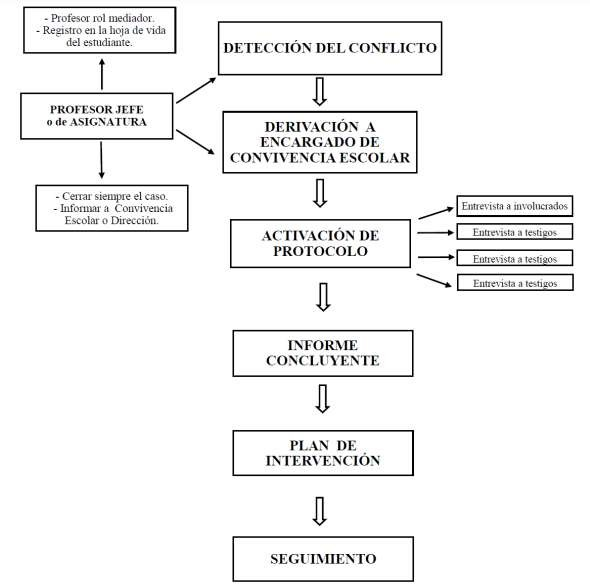 - Profesor rol mediador.
- Registro en la hoja de vida
del estudiante.
DETECCIÓN DEL CONFLICTO
PROFESOR JEFE
o de ASIGNATURA
DERIVACIÓN A
ENCARGADO DE
CONVIVENCIA ESCOLAR
- Cerrar siempre el caso.
- Informar a Convivencia
Escolar o Dirección.
ACTIVACIÓN DE
PROTOCOLO
Entrevista a involucrados
Entrevista a testigos
Entrevista a testigos
Entrevista a testigos
INFORME
CONCLUYENTE
PLAN DE
INTERVENCIÓN
SEGUIMIENTO